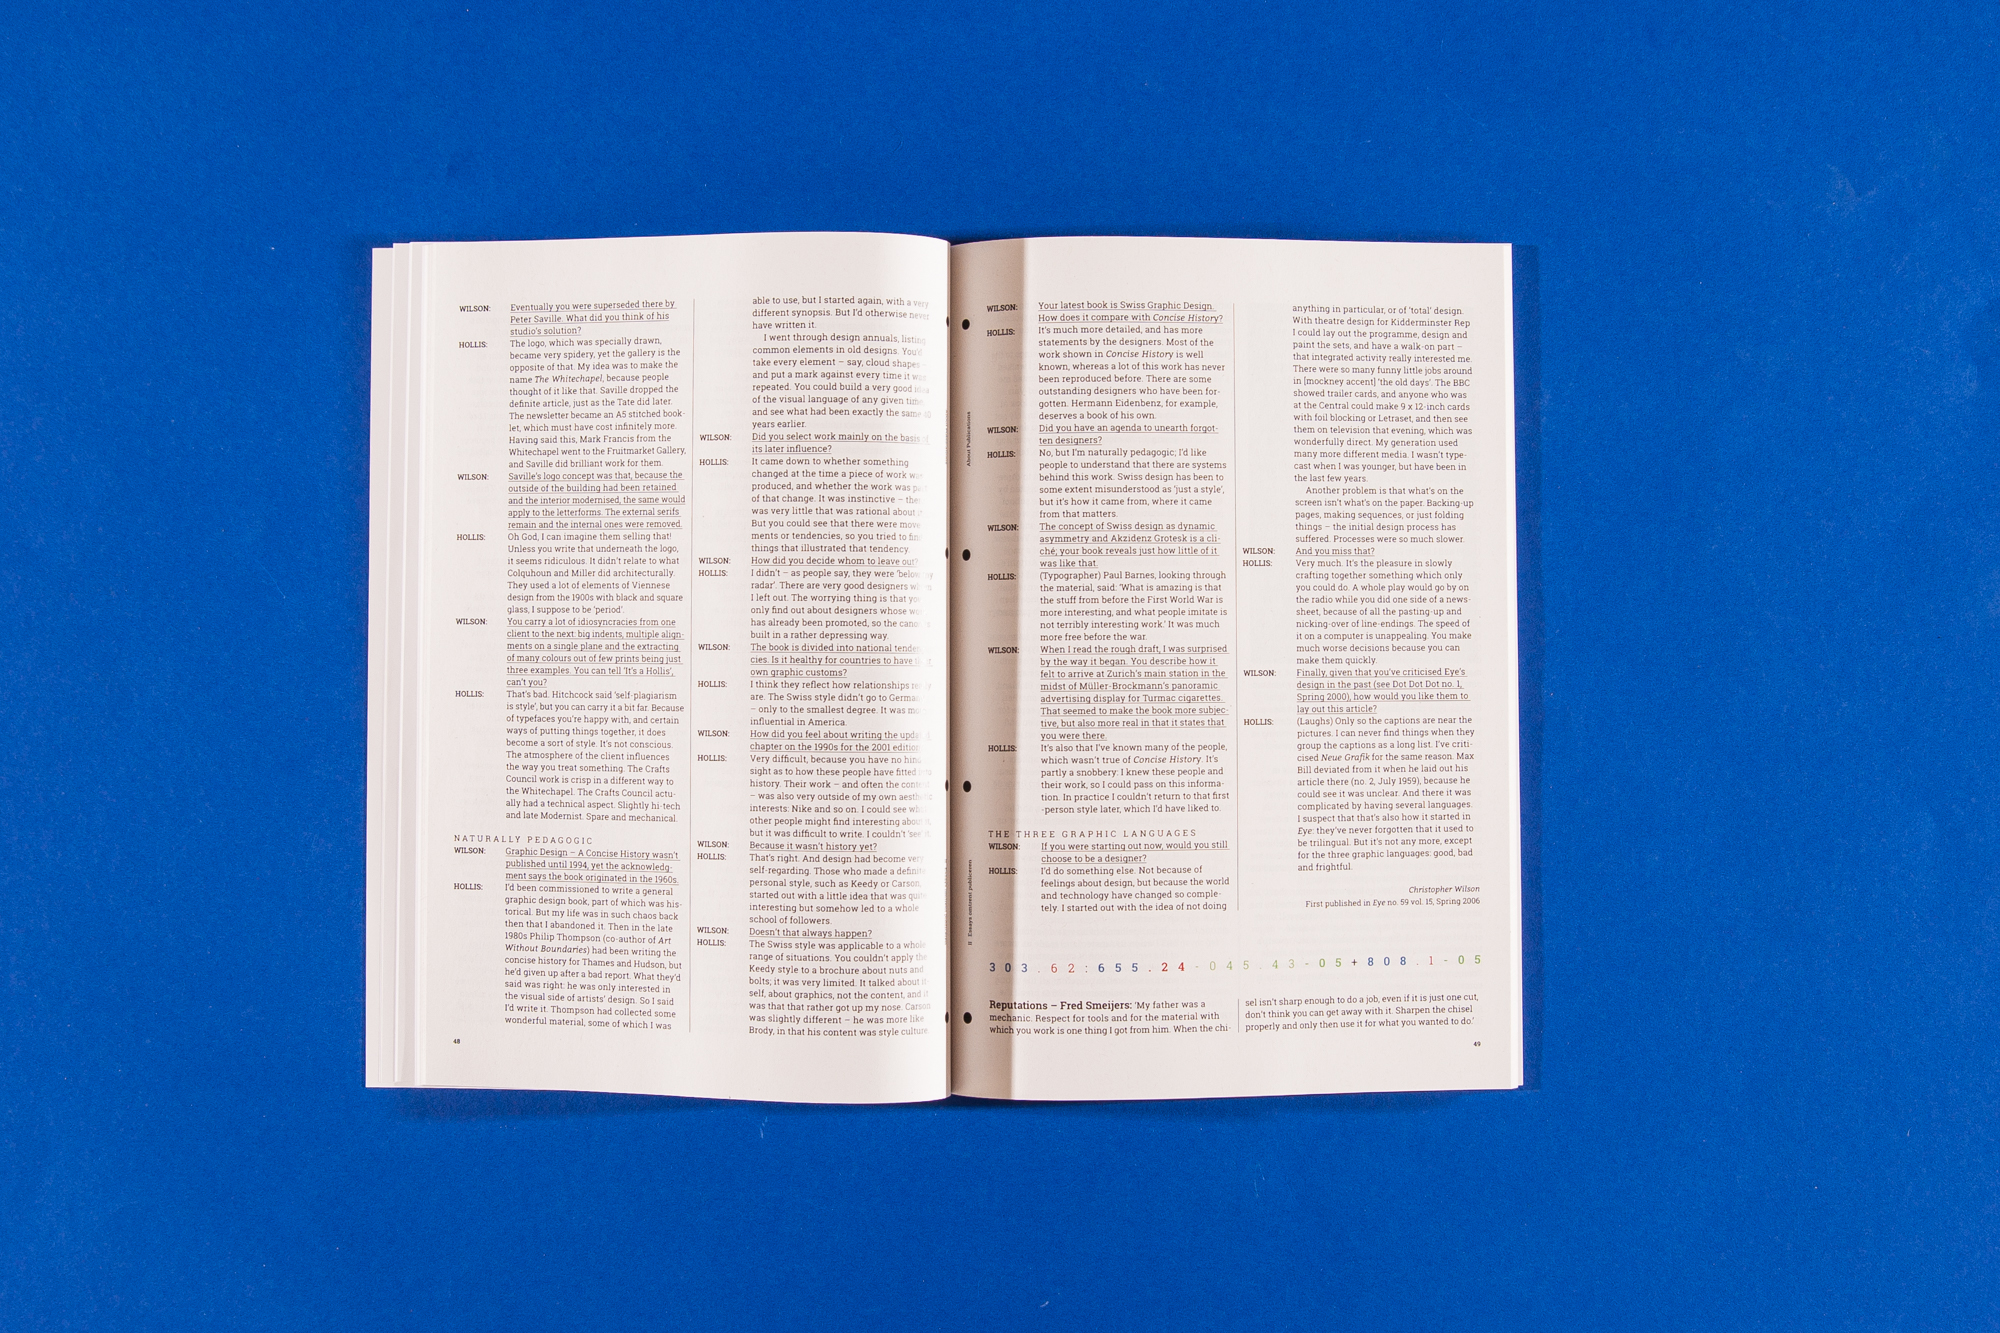 WILSON: Eventually you were superseded there by
Peter Saville. What did you think of his
studio's solution?
HOLLIS: The logo, which was specially drawn,
became very spidery, yet the gallery is the
opposite of that. My idea was to make the
name The Whitechapel, because people
thought of it like that. Saville dropped the
definite article, just as the Tate did later.
The newsletter became an A5 stitched book-
let, which must have cost infinitely more.
Having said this, Mark Francis from the
Whitechapel went to the Fruitmarket Gallery,
and Saville did brilliant work for them.
WILSON: Saville's logo concept was that, because the
outside of the building had been retained
and the interior modernised, the same would
apply to the letterforms. The external serifs
remain and the internal ones were removed.
HOLLIS: Oh God, I can imagine them selling that!
Unless you write that underneath the logo,
it seems ridiculous. It didn't relate to what
Colquhoun and Miller did architecturally.
They used a lot of elements of Viennese
design from the 1900s with black and square
glass, I suppose to be 'period'.
WILSON: You carry a lot of idiosyncracies from one
client to the next: big indents, multiple align-
ments on a single plane and the extracting
of many colours out of few prints being just
three examples. You can tell 'It's a Hollis',
can't you?
HOLLIS: That's bad. Hitchcock said 'self-plagiarism
is style', but you can carry it a bit far. Because
of typefaces you're happy with, and certain
ways of putting things together, it does
become a sort of style. It's not conscious.
The atmosphere of the client influences
the way you treat something. The Crafts
Council work is crisp in a different way to
the Whitechapel. The Crafts Council actu-
ally had a technical aspect. Slightly hi-tech
and late Modernist. Spare and mechanical.
NATURALLY PEDAGOGIC
WILSON: Graphic Design – A Concise History wasn't
published until 1994, yet the acknowledg-
ment says the book originated in the 1960s.
HOLLIS: I'd been commissioned to write a general
graphic design book, part of which was his-
torical. But my life was in such chaos back
then that I abandoned it. Then in the late
1980s Philip Thompson (co-author of Art
Without Boundaries) had been writing the
concise history for Thames and Hudson, but
he'd given up after a bad report. What they'd
said was right: he was only interested in
the visual side of artists' design. So I said
I'd write it. Thompson had collected some
wonderful material, some of which I was
48
able to use, but I started again, with a very
different synopsis. But I'd otherwise never
have written it.
I went through design annuals, listing
common elements in old designs. You'd
take every element – say, cloud shapes –
and put a mark against every time it was
repeated. You could build a very good idea
of the visual language of any given time
and see what had been exactly the same
years earlier.
WILSON: Did you select work mainly on the basis of
its later influence?
HOLLIS: It came down to whether something
changed at the time a piece of work was
produced, and whether the work was part
of that change. It was instinctive – there
was very little that was rational about it.
But you could see that there were move-
ments or tendencies, so you tried to find
things that illustrated that tendency.
WILSON: How did you decide whom to leave out?
HOLLIS: I didn't – as people say, they were 'below my
radar'. There are very good designers whom
I left out. The worrying thing is that you
only find out about designers whose work
has already been promoted, so the canon is
built in a rather depressing way.
WILSON: The book is divided into national tenden-
cies. Is it healthy for countries to have their
own graphic customs?
HOLLIS: I think they reflect how relationships really
are. The Swiss style didn't go to Germany
– only to the smallest degree. It was more
influential in America.
WILSON: How did you feel about writing the updated
chapter on the 1990s for the 2001 edition?
HOLLIS: Very difficult, because you have no hind-
sight as to how these people have fitted into
history. Their work – and often the content
– was also very outside of my own aesthetic
interests: Nike and so on. I could see what
other people might find interesting about it,
but it was difficult to write. I couldn't 'see' it.
WILSON: Because it wasn't history yet?
HOLLIS: That's right. And design had become very
self-regarding. Those who made a definite
personal style, such as Keedy or Carson,
started out with a little idea that was quite
interesting but somehow led to a whole
school of followers.
WILSON: Doesn't that always happen?
HOLLIS: The Swiss style was applicable to a whole
range of situations. You couldn't apply the
Keedy style to a brochure about nuts and
bolts; it was very limited. It talked about it-
self, about graphics, not the content, and it
was that that rather got up my nose. Carson
was slightly different – he was more like
Brody, in that his content was style culture.
About Publications
II Essays content publiceren
WILSON: Your latest book is Swiss Graphic Design.
How does it compare with Concise History?
HOLLIS: It's much more detailed, and has more
statements by the designers. Most of the
work shown in Concise History is well
known, whereas a lot of this work has never
been reproduced before. There are some
outstanding designers who have been for-
gotten. Hermann Eidenbenz, for example,
deserves a book of his own.
WILSON: Did you have an agenda to unearth forgot-
ten designers?
HOLLIS: No, but I'm naturally pedagogic; I'd like
people to understand that there are systems
behind this work. Swiss design has been to
some extent misunderstood as 'just a style',
but it's how it came from, where it came
from that matters.
WILSON: The concept of Swiss design as dynamic
asymmetry and Akzidenz Grotesk is a cli-
ché; your book reveals just how little of it
was like that.
HOLLIS: (Typographer) Paul Barnes, looking through
the material, said: 'What is amazing is that
the stuff from before the First World War is
more interesting, and what people imitate is
not terribly interesting work.' It was much
more free before the war.
WILSON: When I read the rough draft, I was surprised
by the way it began. You describe how it
felt to arrive at Zurich's main station in the
midst of Müller-Brockmann's panoramic
advertising display for Turmac cigarettes.
That seemed to make the book more subjec-
tive, but also more real in that it states that
you were there.
HOLLIS: It's also that I've known many of the people,
which wasn't true of Concise History. It's
partly a snobbery: I knew these people and
their work, so I could pass on this informa-
tion. In practice I couldn't return to that first
-person style later, which I'd have liked to.
THE THREE GRAPHIC LANGUAGES
WILSON: If you were starting out now, would you still
choose to be a designer?
HOLLIS: I'd do something else. Not because of
feelings about design, but because the world
and technology have changed so comple-
tely. I started out with the idea of not doing
anything in particular, or of 'total' design.
With theatre design for Kidderminster Rep
I could lay out the programme, design and
paint the sets, and have a walk-on part –
that integrated activity really interested me.
There were so many funny little jobs around
in [mockney accent] 'the old days'. The BBC
showed trailer cards, and anyone who was
at the Central could make 9 x 12-inch cards
with foil blocking or Letraset, and then see
them on television that evening, which was
wonderfully direct. My generation used
many more different media. I wasn't type-
cast when I was younger, but have been in
the last few years.
Another problem is that what's on the
screen isn't what's on the paper. Backing-up
pages, making sequences, or just folding
things – the initial design process has
suffered. Processes were so much slower.
WILSON: And you miss that?
HOLLIS: Very much. It's the pleasure in slowly
crafting together something which only
you could do. A whole play would go by on
the radio while you did one side of a news-
sheet, because of all the pasting-up and
nicking-over of line-endings. The speed of
it on a computer is unappealing. You make
much worse decisions because you can
make them quickly.
WILSON: Finally, given that you've criticised Eye's
design in the past (see Dot Dot Dot no. 1,
Spring 2000), how would you like them to
lay out this article?
HOLLIS: (Laughs) Only so the captions are near the
pictures. I can never find things when they
group the captions as a long list. I've criti-
cised Neue Grafik for the same reason. Max
Bill deviated from it when he laid out his
article there (no. 2, July 1959), because he
could see it was unclear. And there it was
complicated by having several languages.
I suspect that that's also how it started in
Eye: they've never forgotten that it used to
be trilingual. But it's not any more, except
for the three graphic languages: good, bad
and frightful.
Christopher Wilson
First published in Eye no. 59 vol. 15, Spring 2006
303.62:655.24-045.43-05+808.1-05
Reputations – Fred Smeijers: 'My father was a
mechanic. Respect for tools and for the material with
which you work is one thing I got from him. When the chi-
sel isn't sharp enough to do a job, even if it is just one cut,
don't think you can get away with it. Sharpen the chisel
properly and only then use it for what you wanted to do.'
49